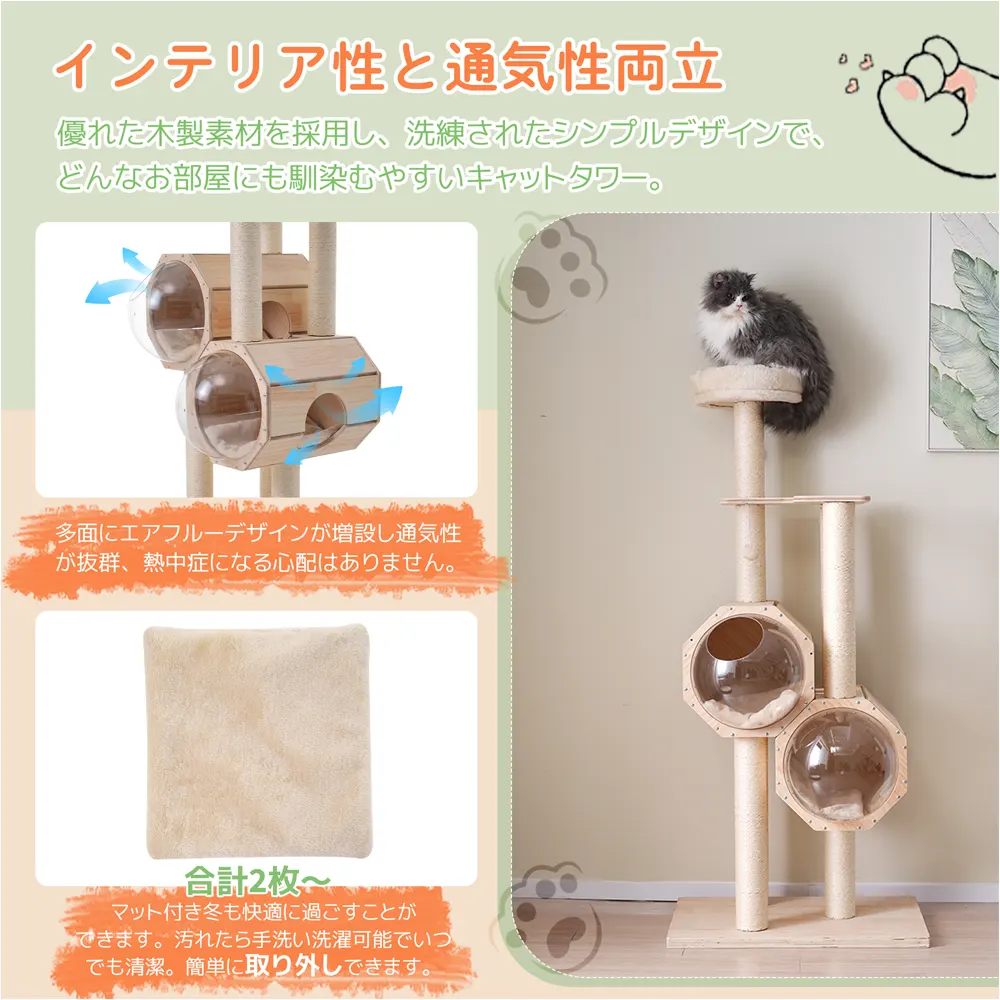 インテリア性と通気性両立
優れた木製素材を採用し、洗練されたシンプルデザインで、
どんなお部屋にも馴染むやすいキャットタワー。
多面にエアフルーデザインが増設し通気性
が抜群、熱中症になる心配はありません。
合計2枚～
マット付き冬も快適に過ごすことが
できます。汚れたら手洗い洗濯可能でいつ
でも清潔。簡単に取り外しできます。